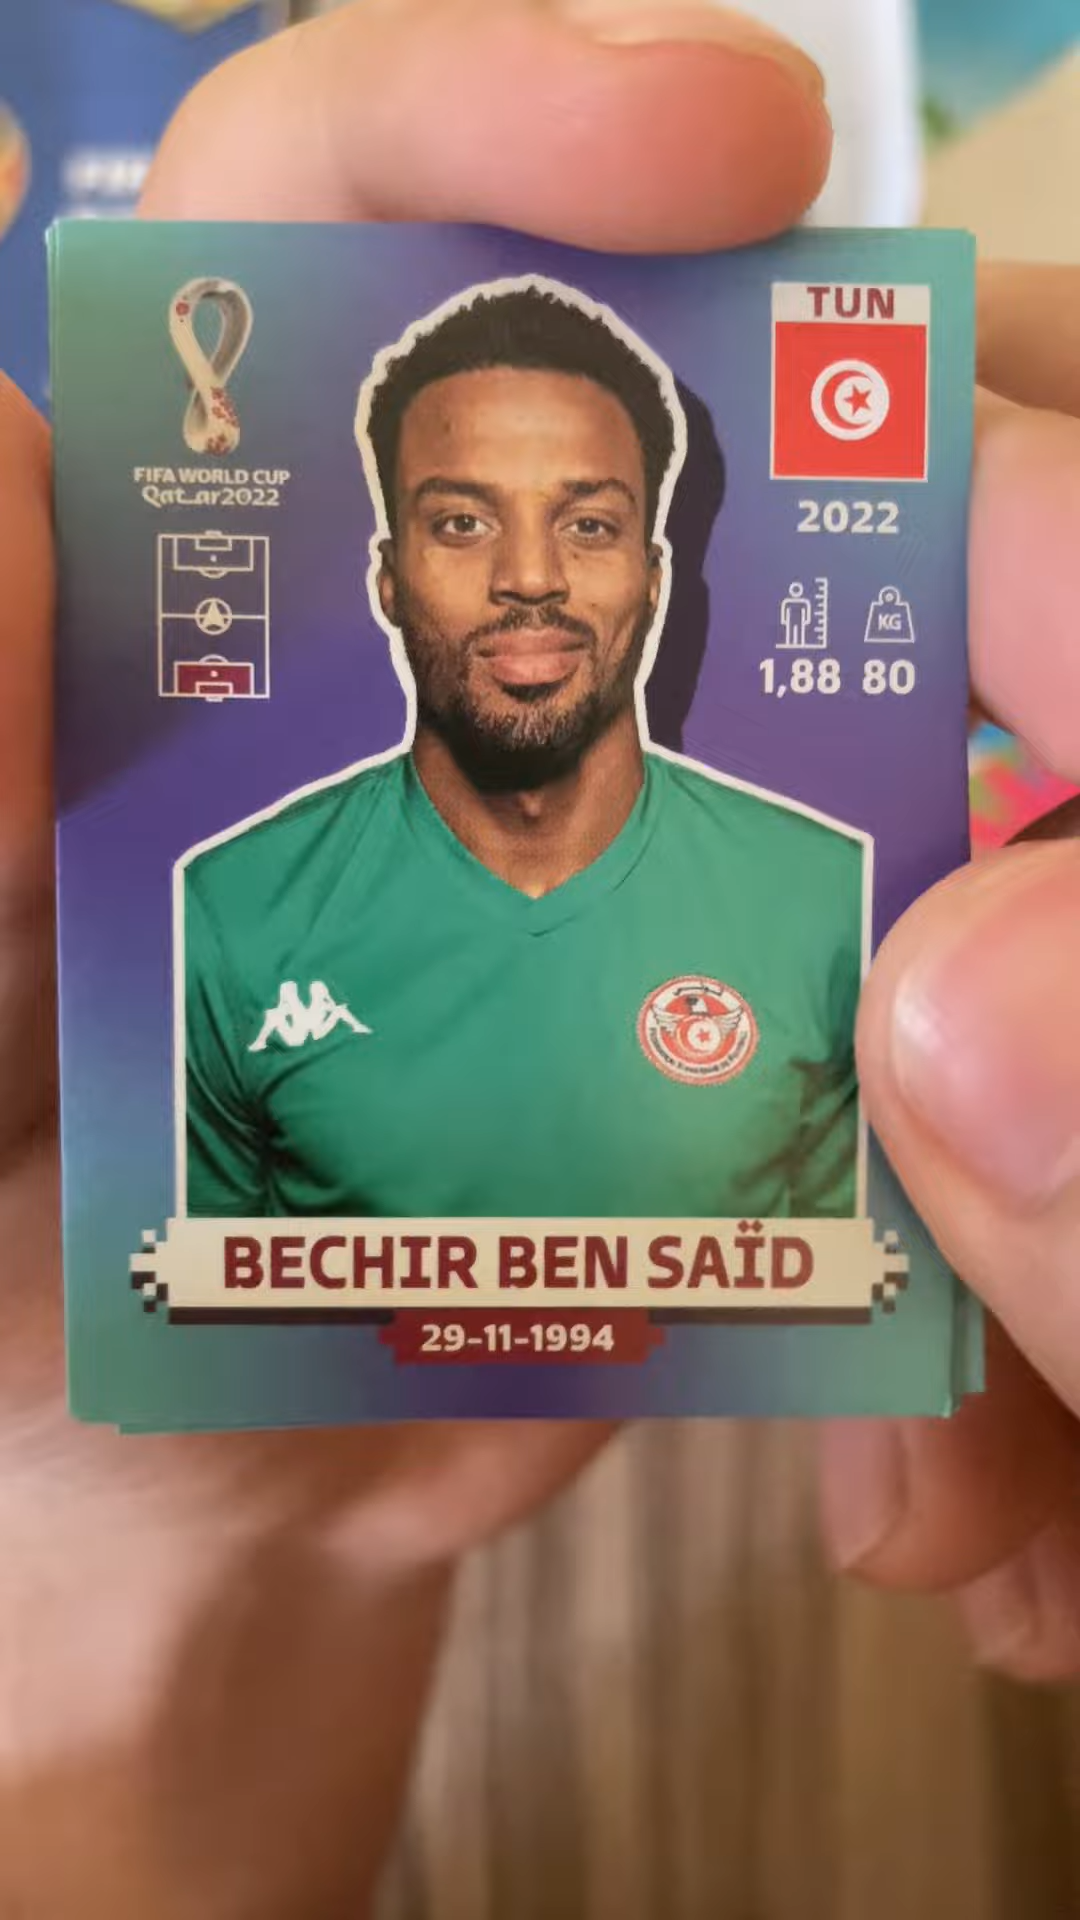 FIFA WORLD CUP
Qatar2022
TUN
2022
KG
1,88 80
BECHIR BEN SAÏD
29-11-1994